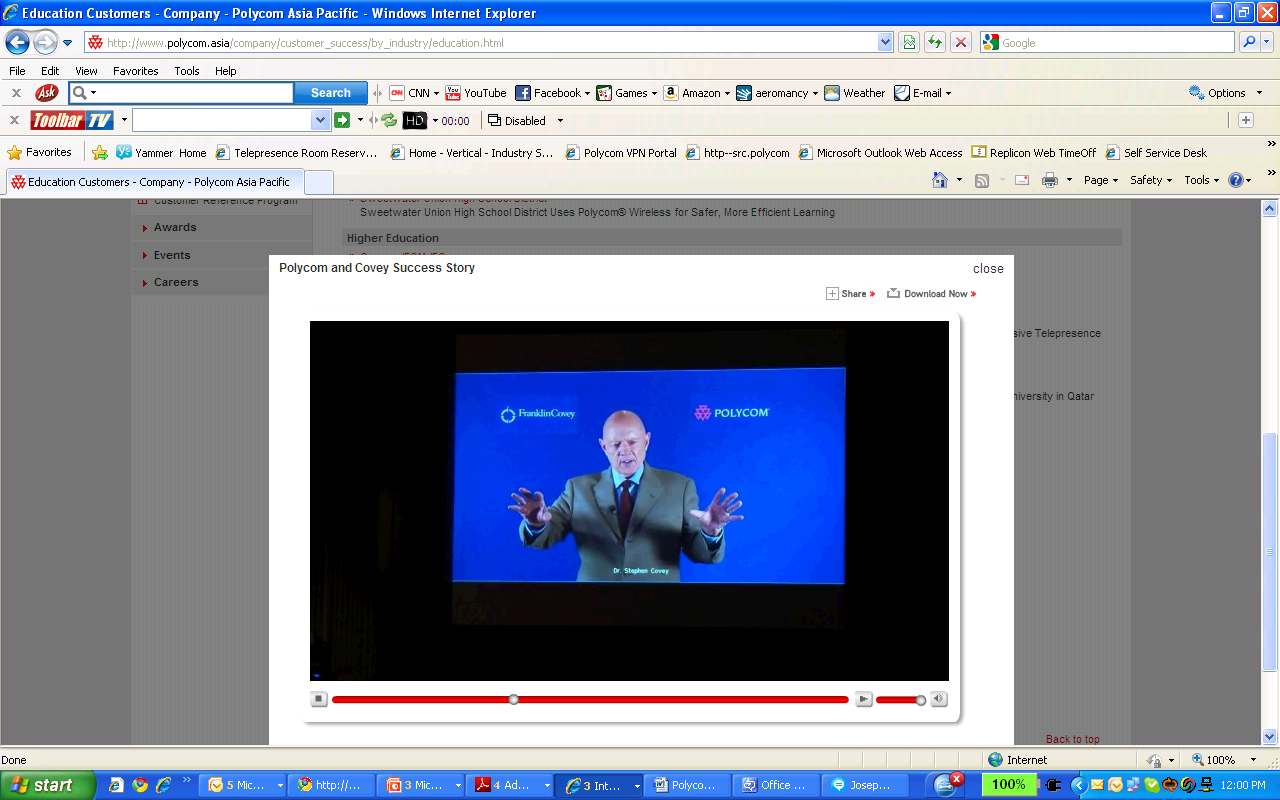 Education Customers - Company - Polycom Asia Pacific - Windows Internet Explorer
http://www.polycom.asia/company/customer_success/by_industry/education.html
Google
File Edit View Favorites Tools Help
Ask Search CNN YouTube Facebook Games Amazon aeromancy Weather E-mail Options
Toolbar TV HD 00:00 Disabled
Favorites Yammer Home Telepresence Room Reserv... Home - Vertical - Industry S... Polycom VPN Portal http--src.polycom Microsoft Outlook Web Access Replicon Web TimeOff Self Service Desk
Education Customers - Company - Polycom Asia Pacific Page Safety Tools
Customer Reference Program
Sweetwater Union High School District
Sweetwater Union High School District Uses Polycom® Wireless for Safer, More Efficient Learning
Awards
Higher Education
Events
Careers
Polycom and Covey Success Story
close
Share » Download Now »
sive Telepresence
niversity in Qatar
FranklinCovey POLYCOM
Dr. Stephen Covey
Back to top
Done Internet 100%
start 5 Mic... http://... 3 Mic... 4 Ad... 3 Int... Polyco... Office ... Josep... 100% 12:00 PM